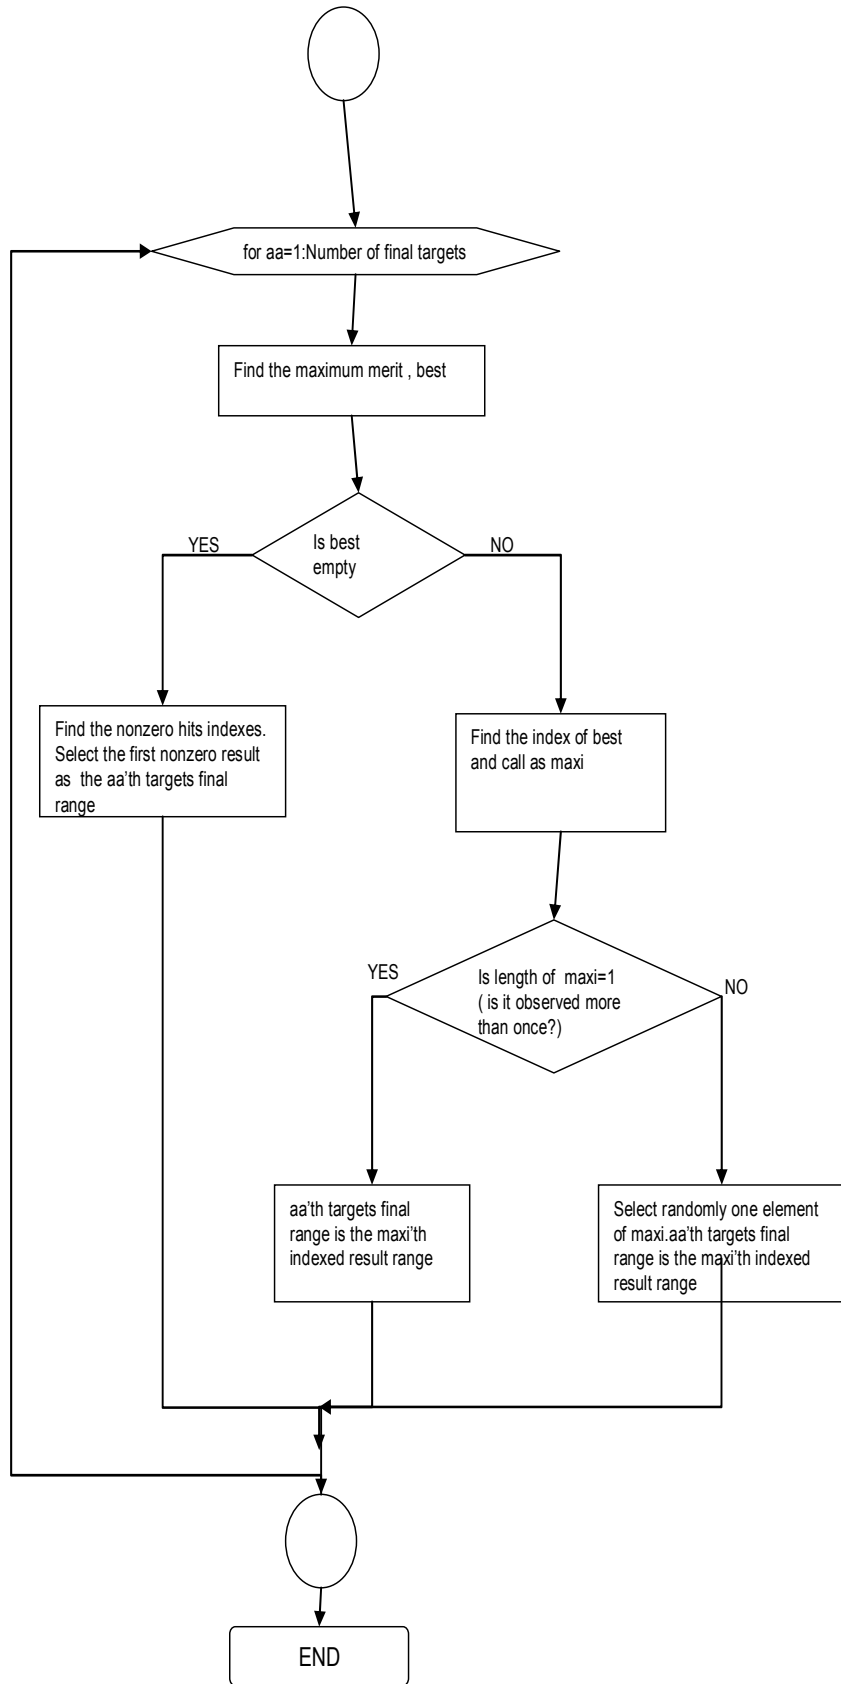 for aa=1:Number of final targets
Find the maximum merit , best
Is best
empty
YES
NO
Find the nonzero hits indexes.
Select the first nonzero result
as the aa'th targets final
range
Find the index of best
and call as maxi
Is length of maxi=1
( is it observed more
than once?)
YES
NO
aa'th targets final
range is the maxi'th
indexed result range
Select randomly one element
of maxi.aa'th targets final
range is the maxi'th indexed
result range
END